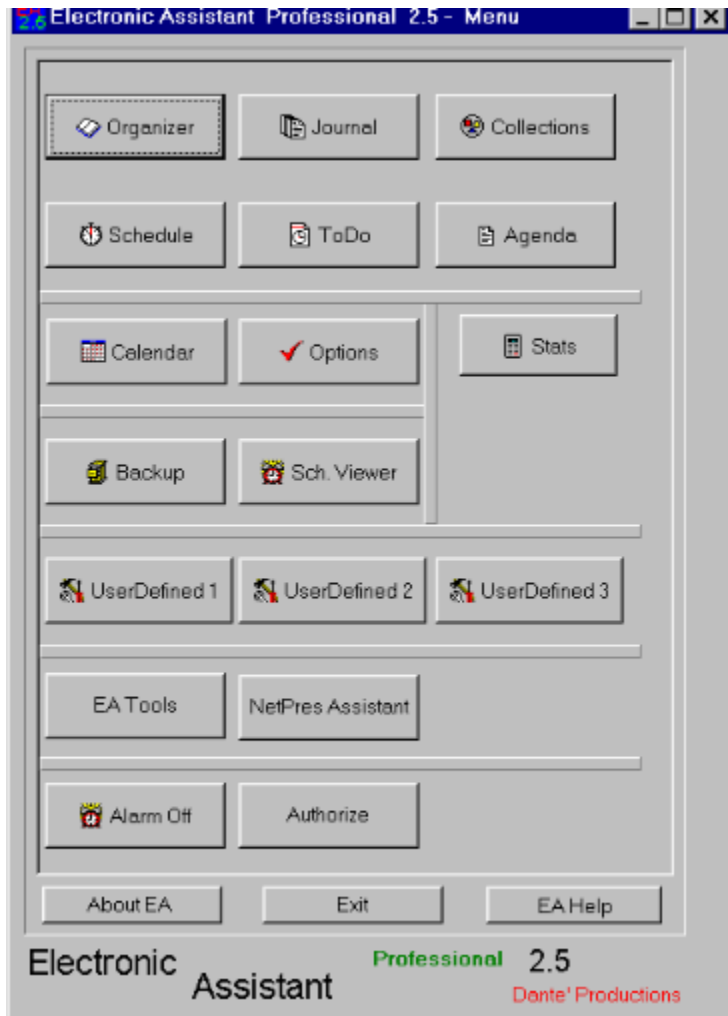 Electronic Assistant Professional 2.5 - Menu
Organizer Journal Collections
Schedule ToDo Agenda
Calendar Options Stats
Backup Sch. Viewer
UserDefined 1 UserDefined 2 UserDefined 3
EA Tools NetPres Assistant
Alarm Off Authorize
About EA Exit EA Help
Electronic Professional 2.5
Assistant Dante' Productions